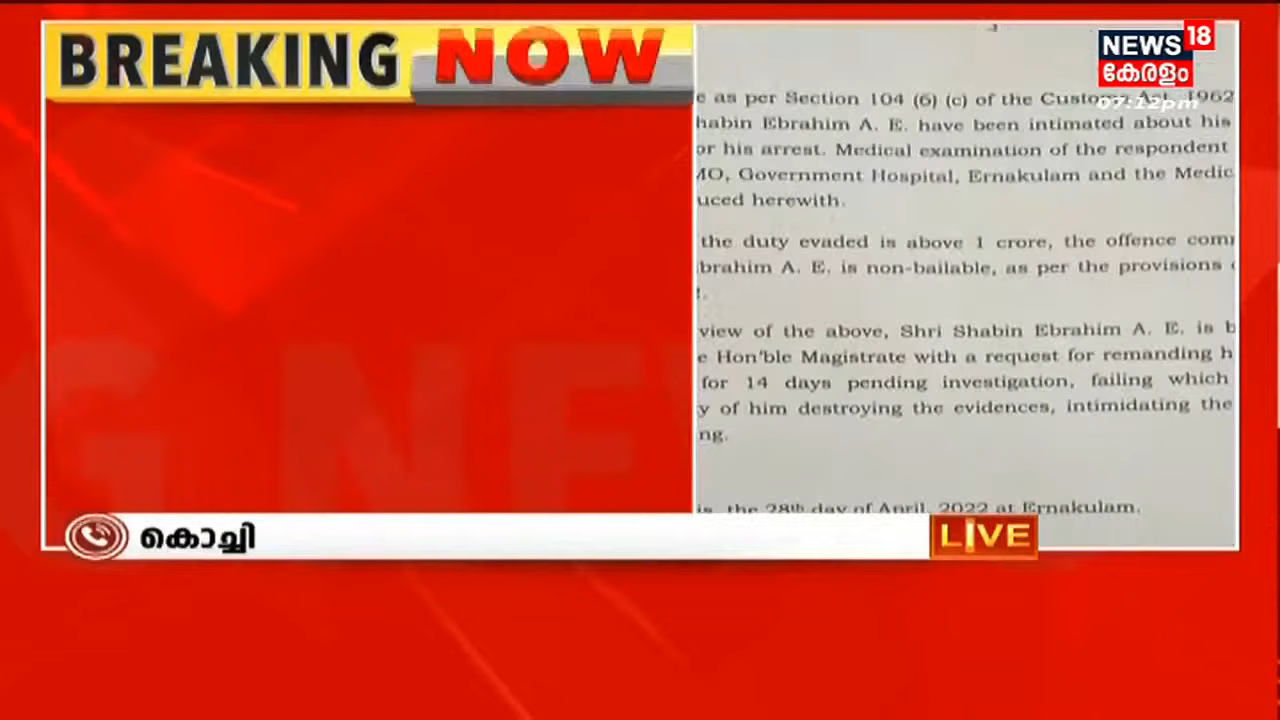 BREAKING NOW
NEWS 18
കേരളം
07:12pm
e as per Section 104 (6) (c) of the Customs Act, 1962
habin Ebrahim A. E. have been intimated about his
or his arrest. Medical examination of the respondent
MO, Government Hospital, Ernakulam and the Medic
uced herewith.
the duty evaded is above 1 crore, the offence com
brahim A. E. is non-bailable, as per the provisions
view of the above, Shri Shabin Ebrahim A. E. is b
e Hon'ble Magistrate with a request for remanding h
for 14 days pending investigation, failing which
y of him destroying the evidences, intimidating the
ng.
is, the 28th day of April, 2022 at Ernakulam.
കൊച്ചി
LIVE